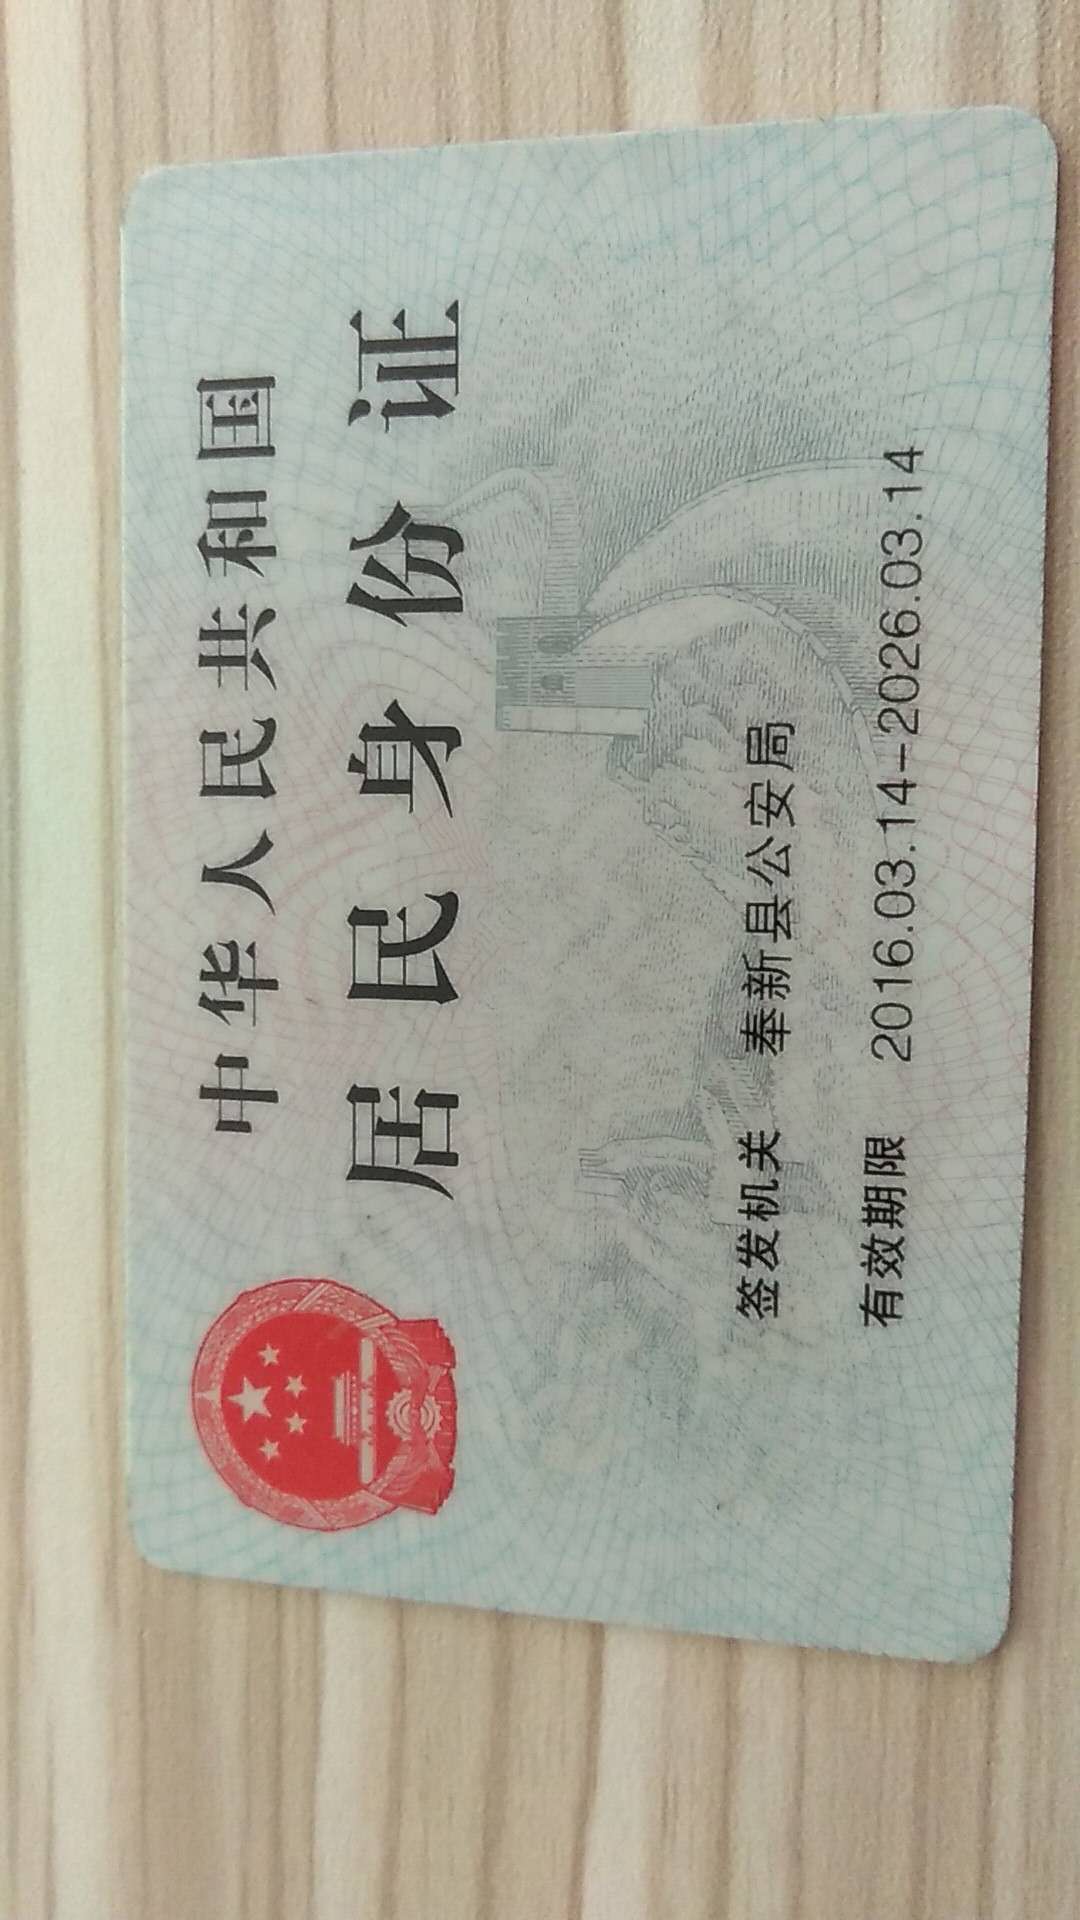 中华人民共和国
居民身份证
签发机关 奉新县公安局
有效期限 2016.03.14-2026.03.14